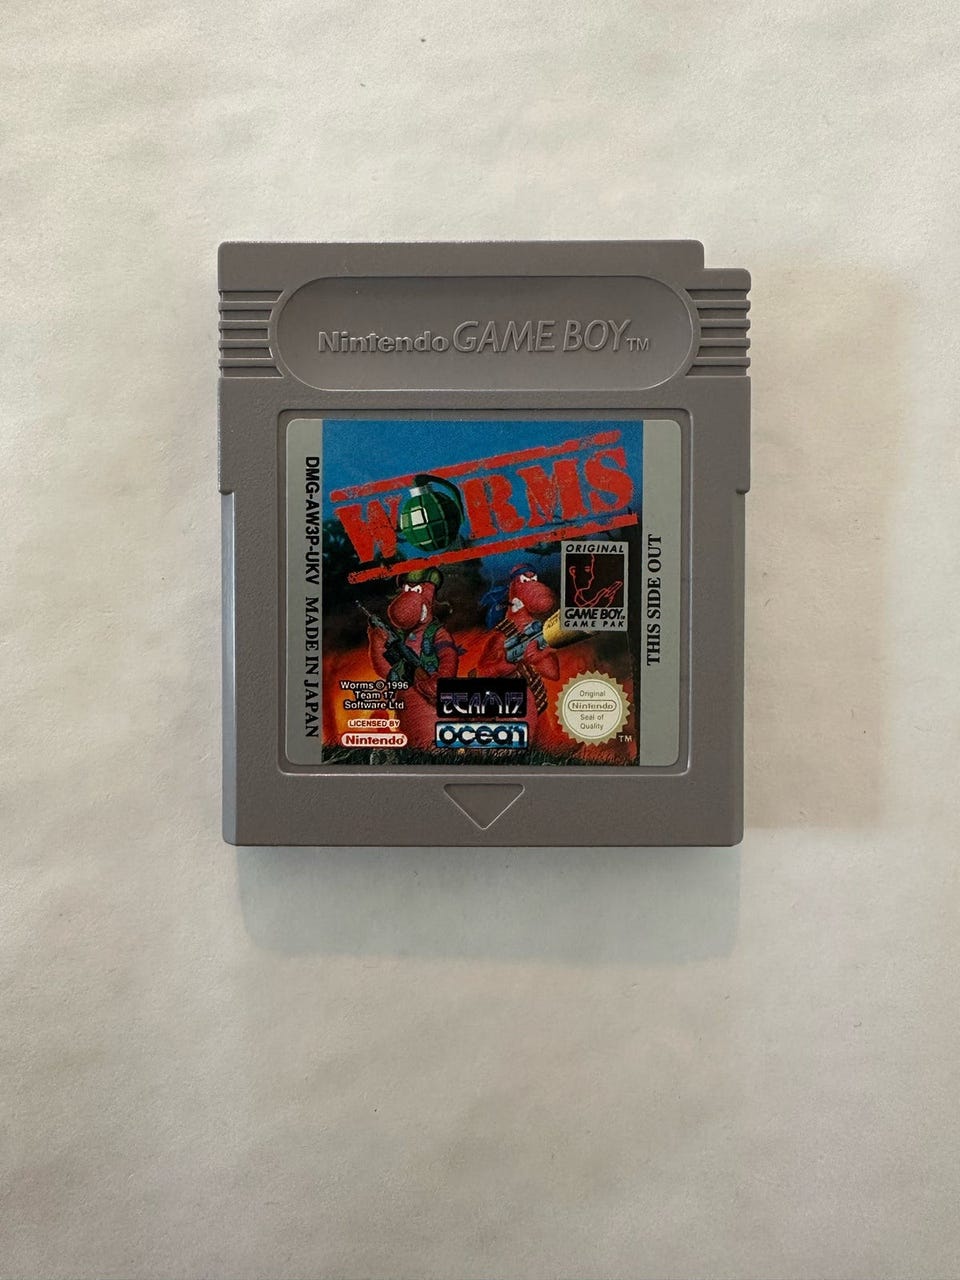 Nintendo GAME BOY™
DMG-AW3P-UKV MADE IN JAPAN
WORMS
ORIGINAL
GAME BOY™
GAME PAK
THIS SIDE OUT
Worms © 1996
Team 17
Software Ltd
LICENSED BY
Nintendo®
TEAM17
ocean
Original
Nintendo
Seal of
Quality
TM